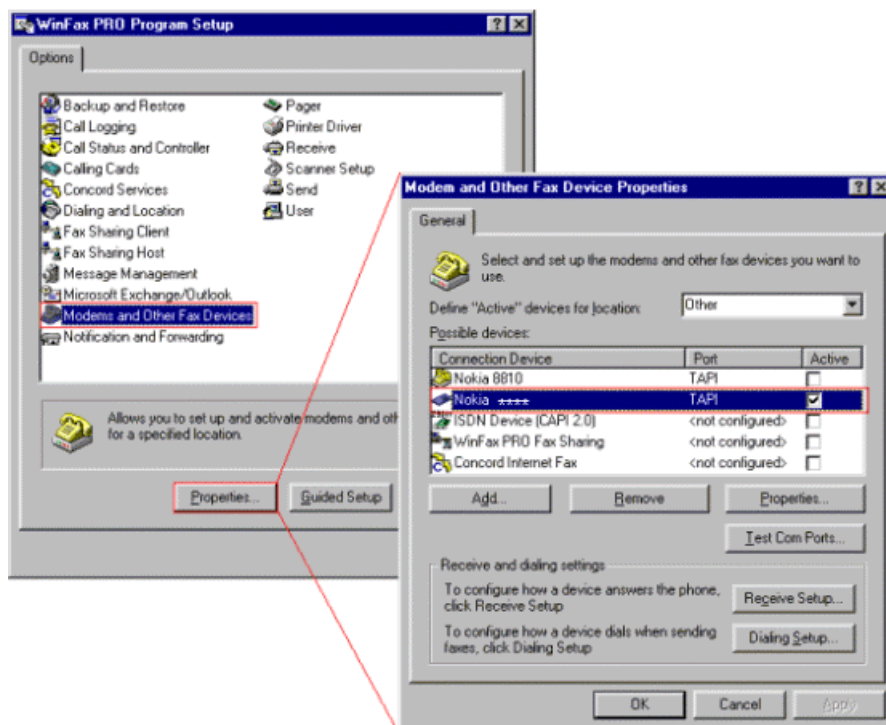 WinFax PRO Program Setup
Options
Backup and Restore
Call Logging
Call Status and Controller
Calling Cards
Concord Services
Dialing and Location
Fax Sharing Client
Fax Sharing Host
Message Management
Microsoft Exchange/Outlook
Modems and Other Fax Devices
Notification and Forwarding
Pager
Printer Driver
Receive
Scanner Setup
Send
User
Allows you to set up and activate modems and oth
for a specified location.
Properties...
Guided Setup
Modem and Other Fax Device Properties
General
Select and set up the modems and other fax devices you want to
use.
Define "Active" devices for location:
Other
Possible devices:
Connection Device Port Active
Nokia 8810 TAPI
Nokia **** TAPI
ISDN Device (CAPI 2.0) <not configured>
WinFax PRO Fax Sharing <not configured>
Concord Internet Fax <not configured>
Add...
Remove
Properties...
Test Com Ports...
Receive and dialing settings
To configure how a device answers the phone,
click Receive Setup
Receive Setup...
To configure how a device dials when sending
faxes, click Dialing Setup
Dialing Setup...
OK
Cancel
Apply